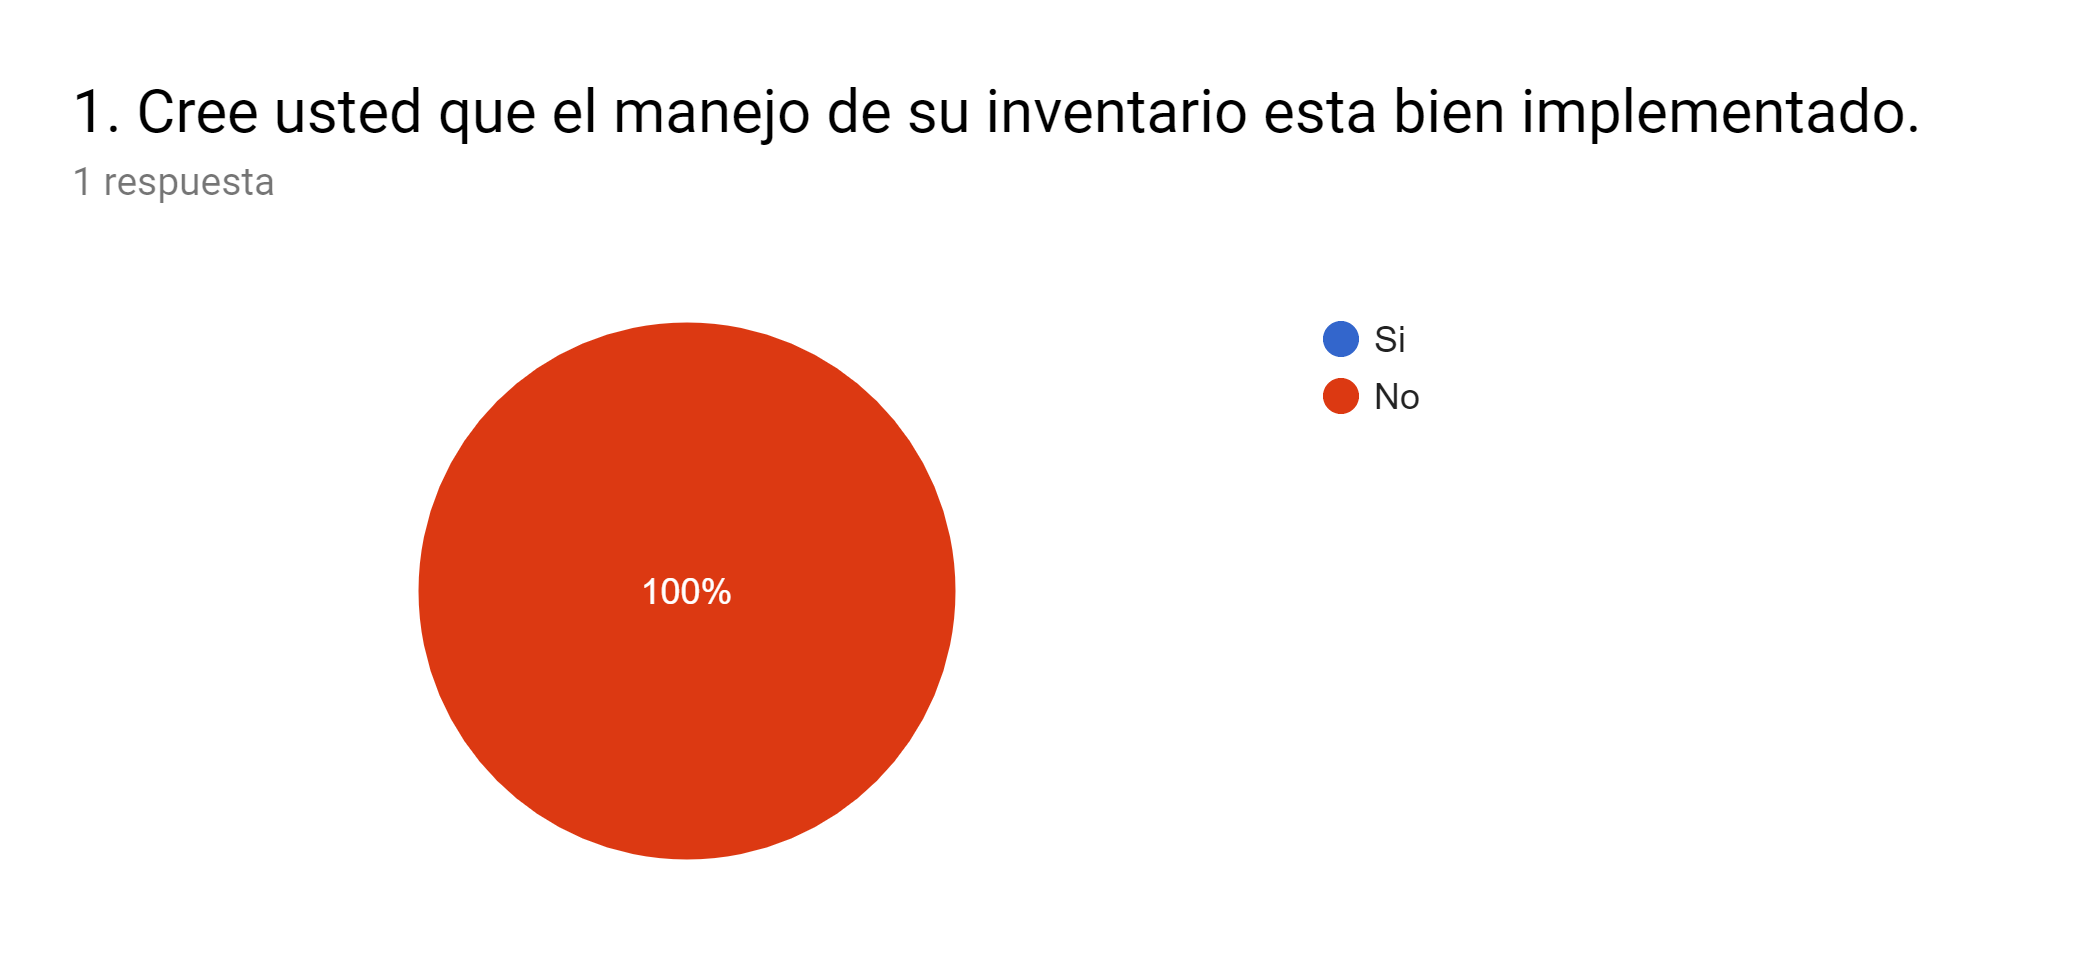 1. Cree usted que el manejo de su inventario esta bien implementado.
1 respuesta
Si
No
100%